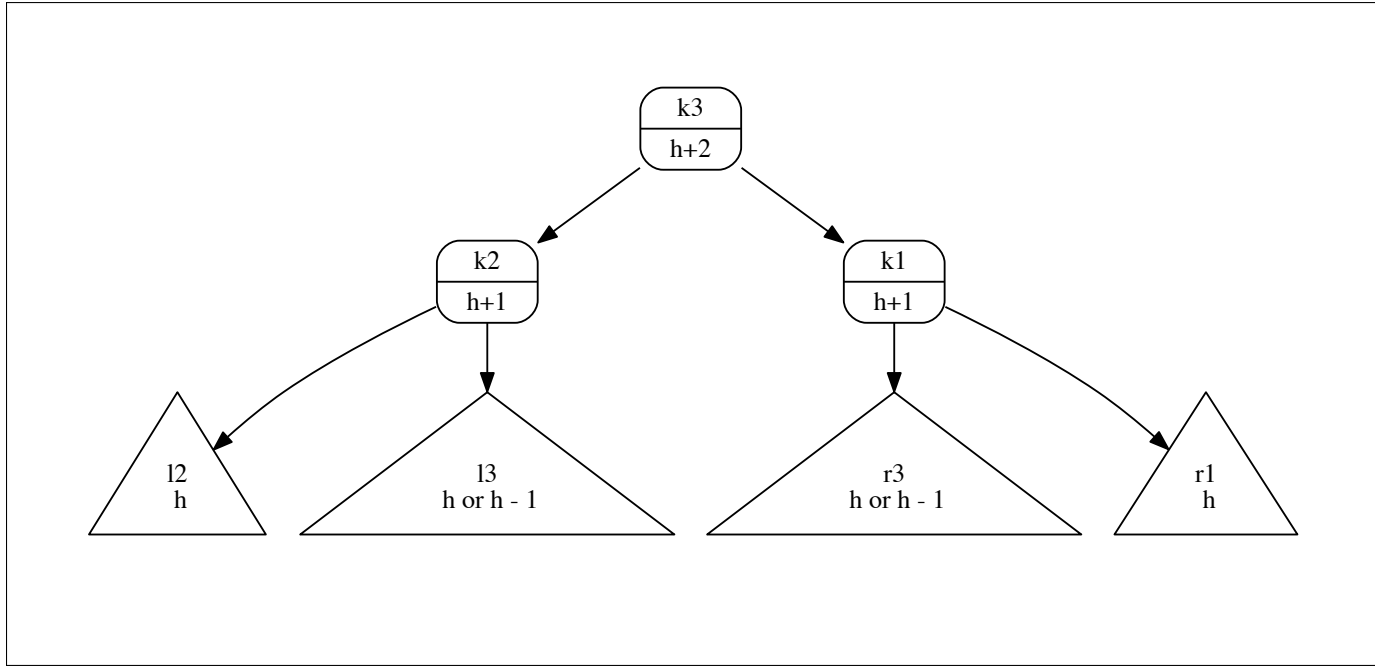 k3
h+2
k2
h+1
k1
h+1
l2
h
l3
h or h - 1
r3
h or h - 1
r1
h